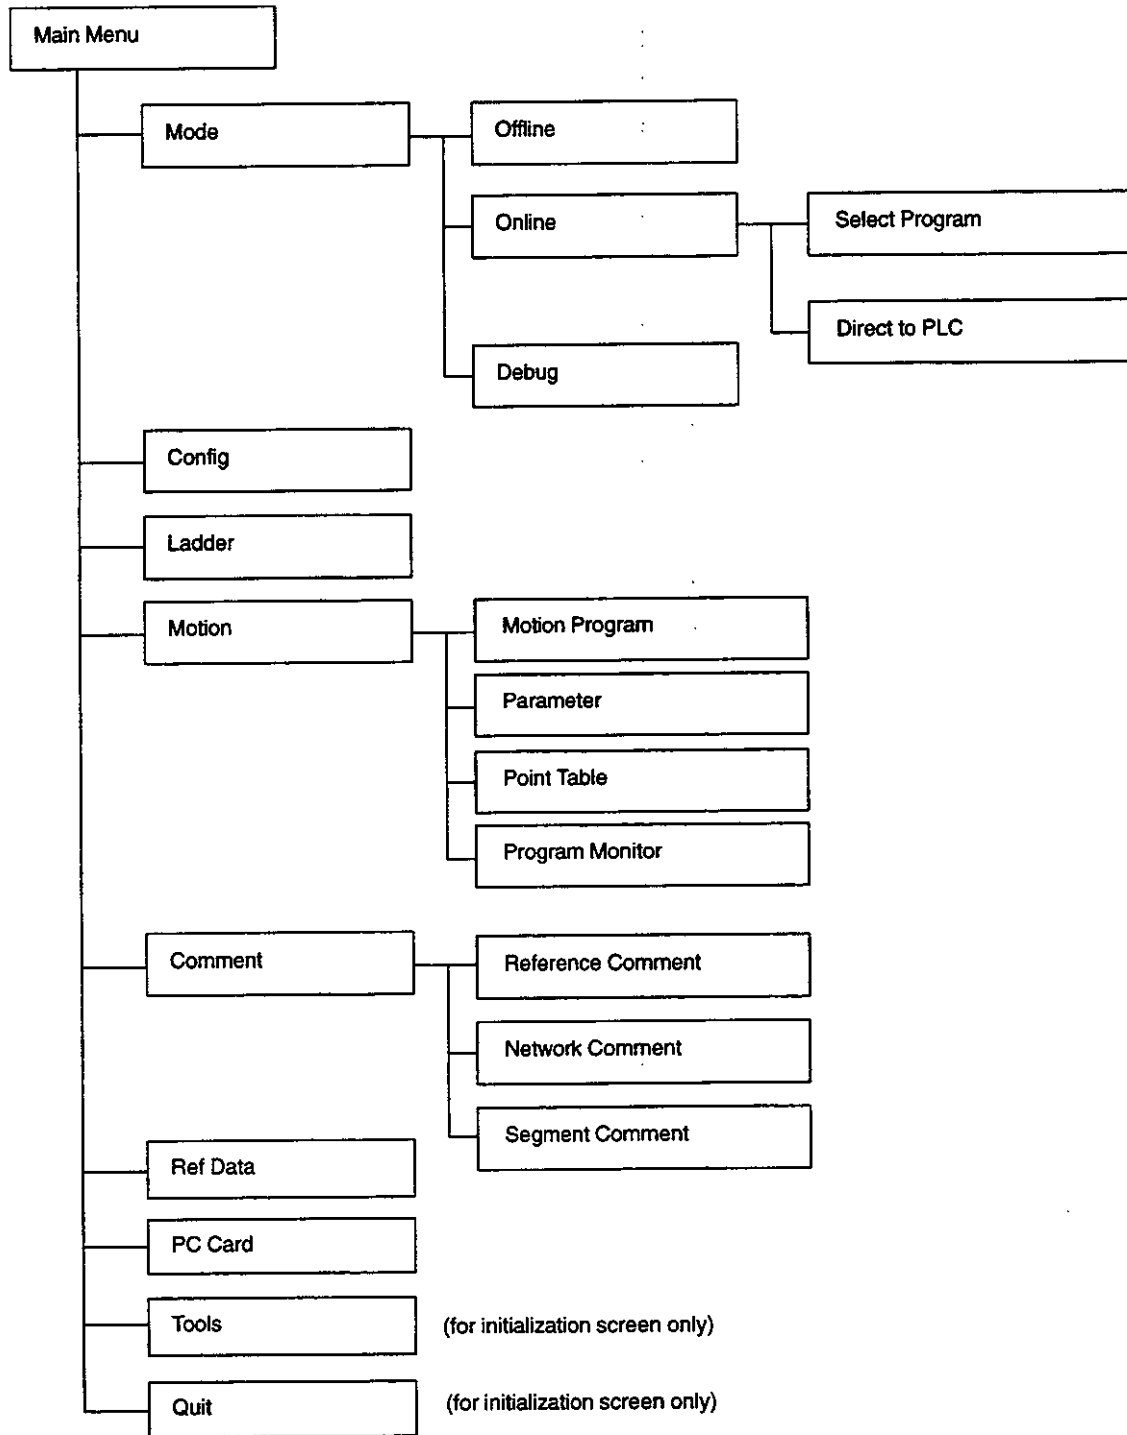 Main Menu
Mode
Offline
Online
Select Program
Direct to PLC
Debug
Config
Ladder
Motion
Motion Program
Parameter
Point Table
Program Monitor
Comment
Reference Comment
Network Comment
Segment Comment
Ref Data
PC Card
Tools
(for initialization screen only)
Quit
(for initialization screen only)